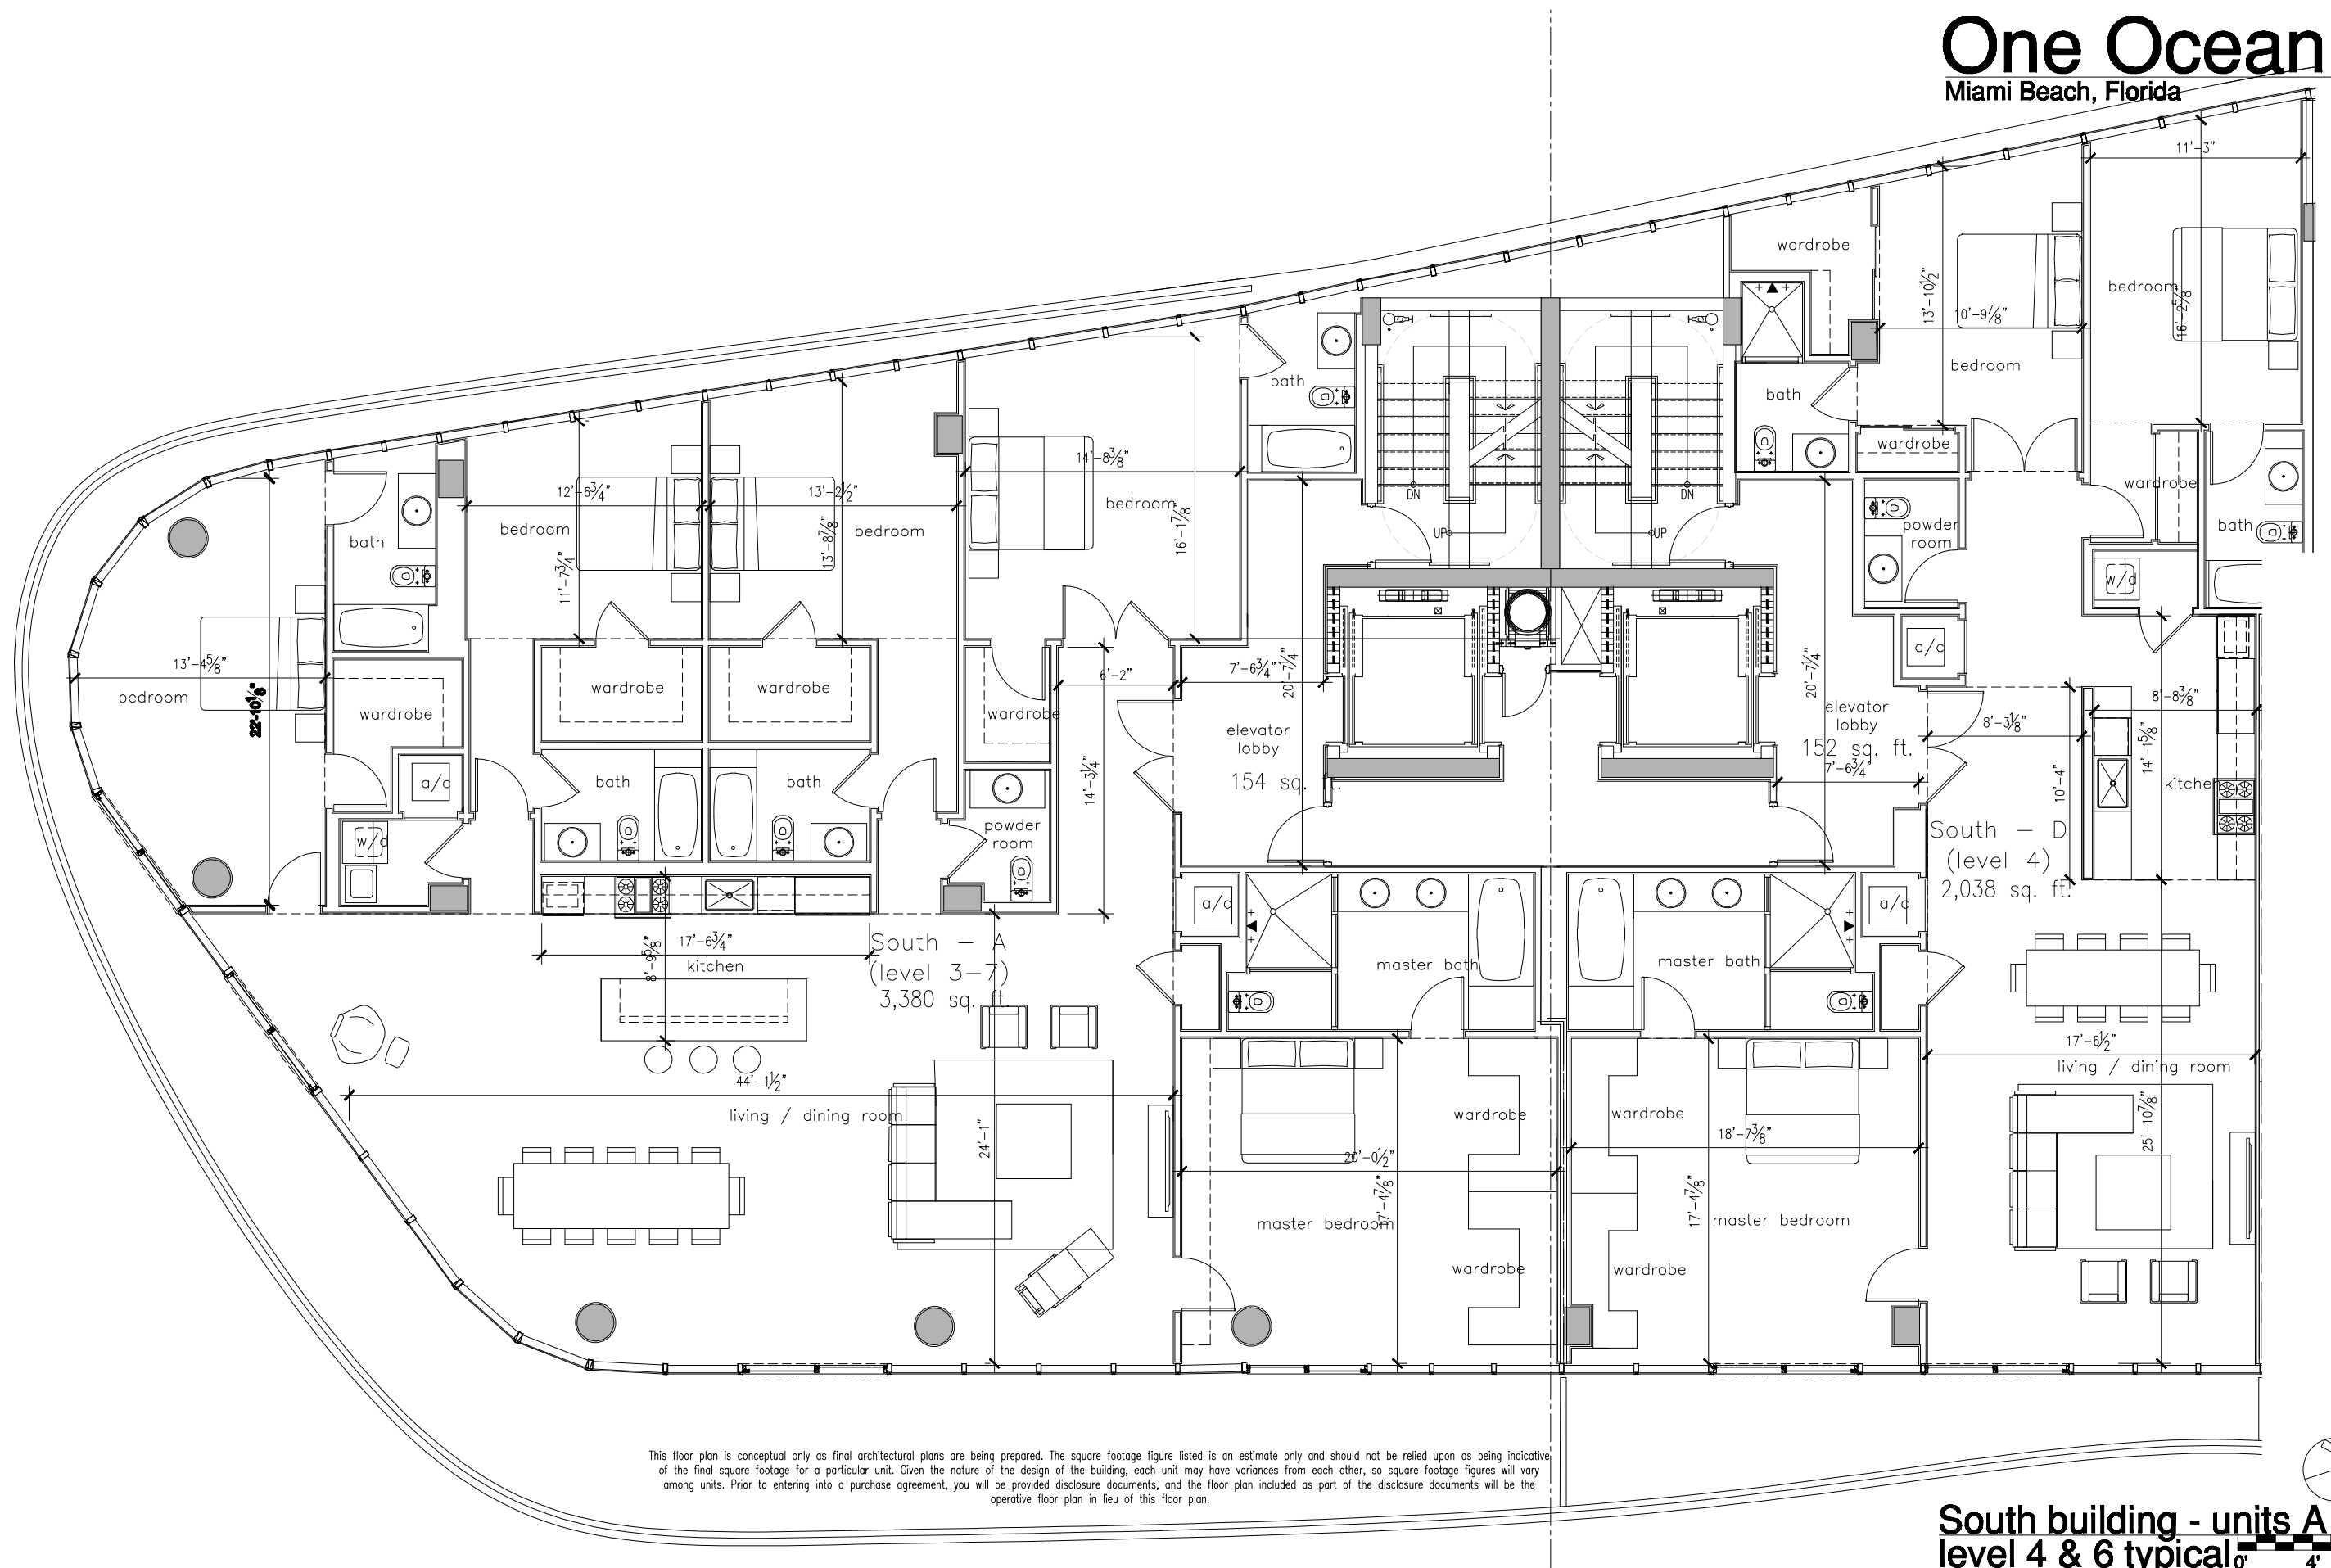 One Ocean
Miami Beach, Florida
11'-3"
wardrobe
bedroom
13'-10½"
10'-9⅞"
16'-2⅝"
bedroom
bath
bath
wardrobe
14'-8⅜"
12'-6¾"
13'-2½"
DN
DN
wardrobe
bedroom
bedroom
bedroom
16'-1⅞"
UP
UP
powder
room
bath
bath
13'-8⅞"
11'-7¾"
w/d
a/c
13'-4⅝"
bedroom
22'-10⅛"
wardrobe
wardrobe
wardrobe
wardrobe
6'-2"
7'-6¾"
20'-7¼"
20'-7¼"
elevator
lobby
154 sq. ft.
elevator
lobby
152 sq. ft.
7'-6¾"
8'-3⅛"
8'-8⅜"
14'-1⅝"
10'-4"
kitchen
a/c
bath
bath
14'-3¼"
w/d
powder
room
South - D
(level 4)
2,038 sq. ft.
a/c
a/c
17'-6¾"
8'-9⅝"
kitchen
South - A
(level 3-7)
3,380 sq. ft.
master bath
master bath
17'-6½"
living / dining room
44'-1½"
living / dining room
wardrobe
wardrobe
24'-1"
20'-0½"
18'-7⅜"
25'-10⅞"
17'-4⅞"
17'-4⅞"
master bedroom
master bedroom
wardrobe
wardrobe
This floor plan is conceptual only as final architectural plans are being prepared. The square footage figure listed is an estimate only and should not be relied upon as being indicative
of the final square footage for a particular unit. Given the nature of the design of the building, each unit may have variances from each other, so square footage figures will vary
among units. Prior to entering into a purchase agreement, you will be provided disclosure documents, and the floor plan included as part of the disclosure documents will be the
operative floor plan in lieu of this floor plan.
South building - units A
level 4 & 6 typical
0' 4'